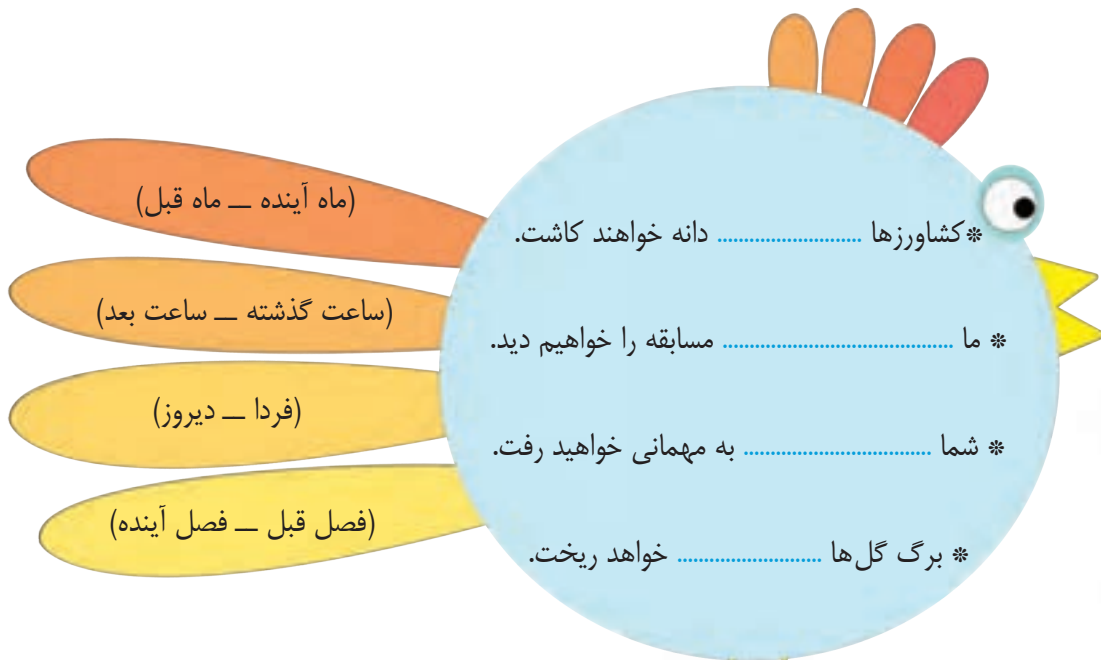 * کشاورزها .......................... دانه خواهند کاشت.
(ماه آینده ــ ماه قبل)
* ما .......................................... مسابقه را خواهیم دید.
(ساعت گذشته ــ ساعت بعد)
* شما .................................. به مهمانی خواهید رفت.
(فردا ــ دیروز)
* برگ گل‌ها .......................... خواهد ریخت.
(فصل قبل ــ فصل آینده)